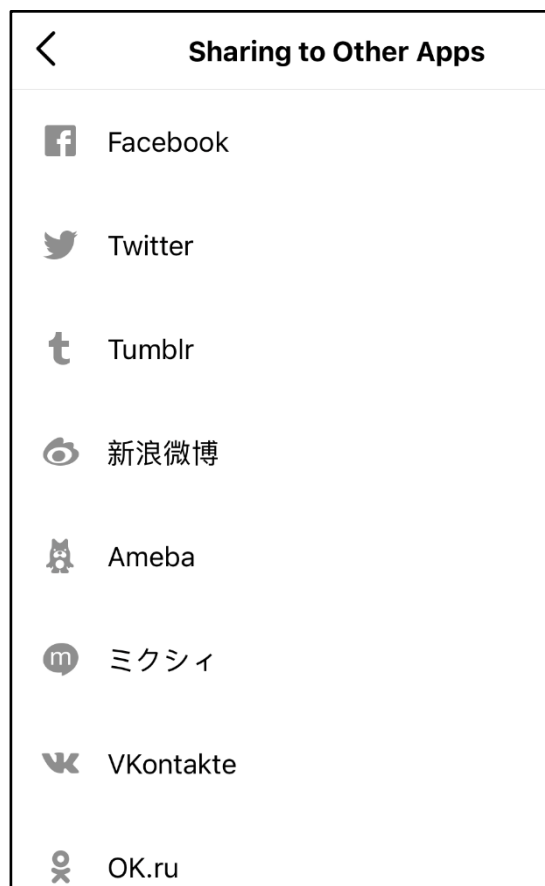 Sharing to Other Apps
Facebook
Twitter
Tumblr
新浪微博
Ameba
ミクシィ
VKontakte
OK.ru